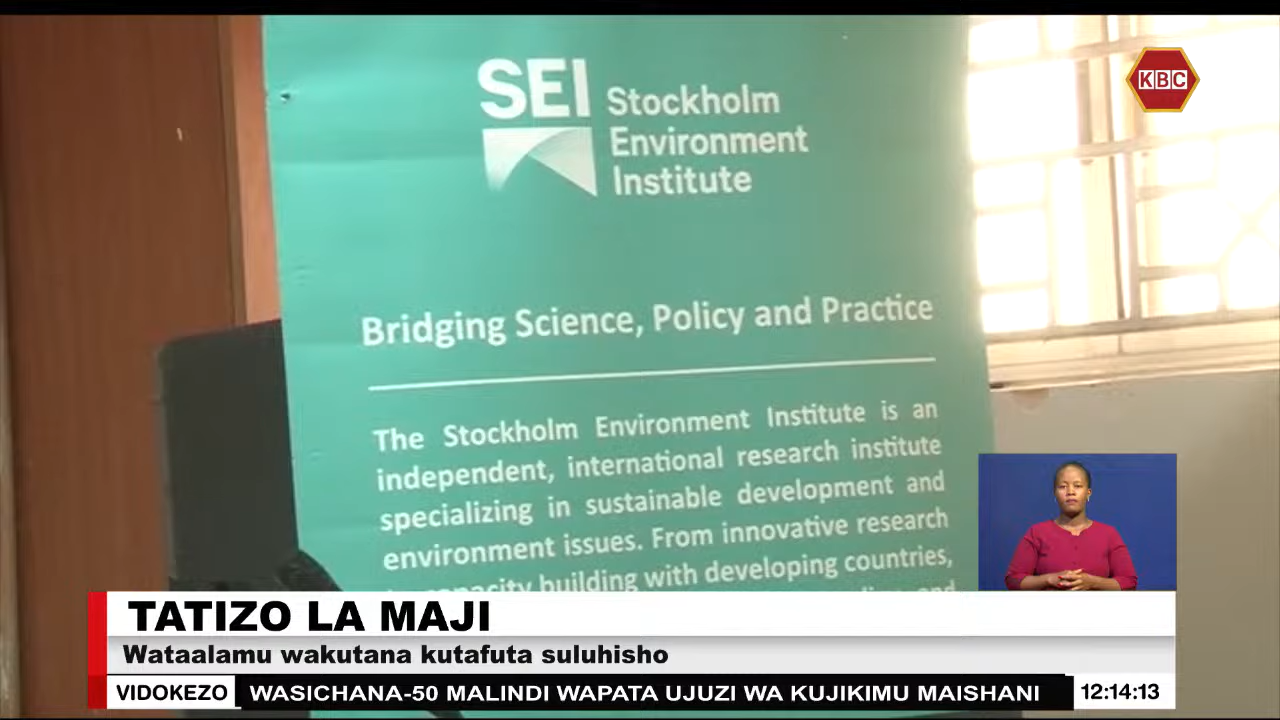 SEI
Stockholm
Environment
Institute
KBC
Bridging Science, Policy and Practice
The Stockholm Environment Institute is an
independent, international research institute
specializing in sustainable development and
environment issues. From innovative research
building with developing countries,
and
TATIZO LA MAJI
Wataalamu wakutana kutafuta suluhisho
VIDOKEZO WASICHANA-50 MALINDI WAPATA UJUZI WA KUJIKIMU MAISHANI 12:14:13